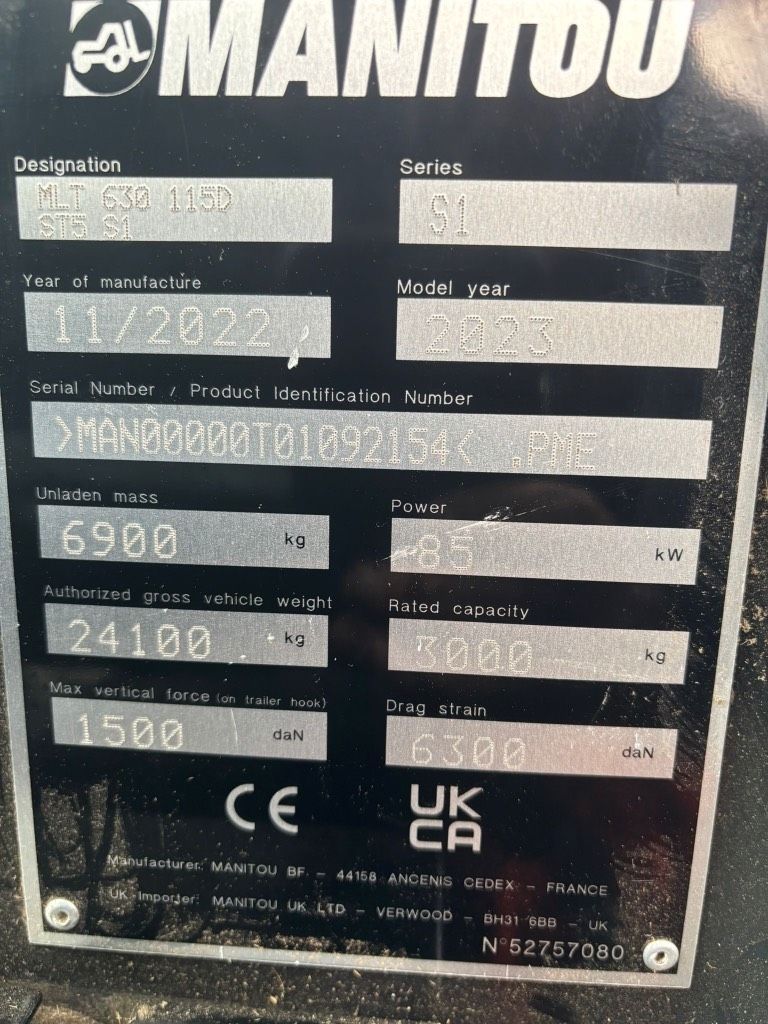 MANITOU
Designation
MLT 630 115D
ST5 S1
Series
S1
Year of manufacture
11/2022
Model year
2023
Serial Number / Product Identification Number
>MAN00000T01092154< .PME
Unladen mass
6900 kg
Power
85 kW
Authorized gross vehicle weight
24100 kg
Rated capacity
3000 kg
Max vertical force (on trailer hook)
1500 daN
Drag strain
6300 daN
CE
UK
CA
Manufacturer: MANITOU BF - 44158 ANCENIS CEDEX - FRANCE
UK Importer: MANITOU UK LTD - VERWOOD - BH31 6BB - UK
N°52757080